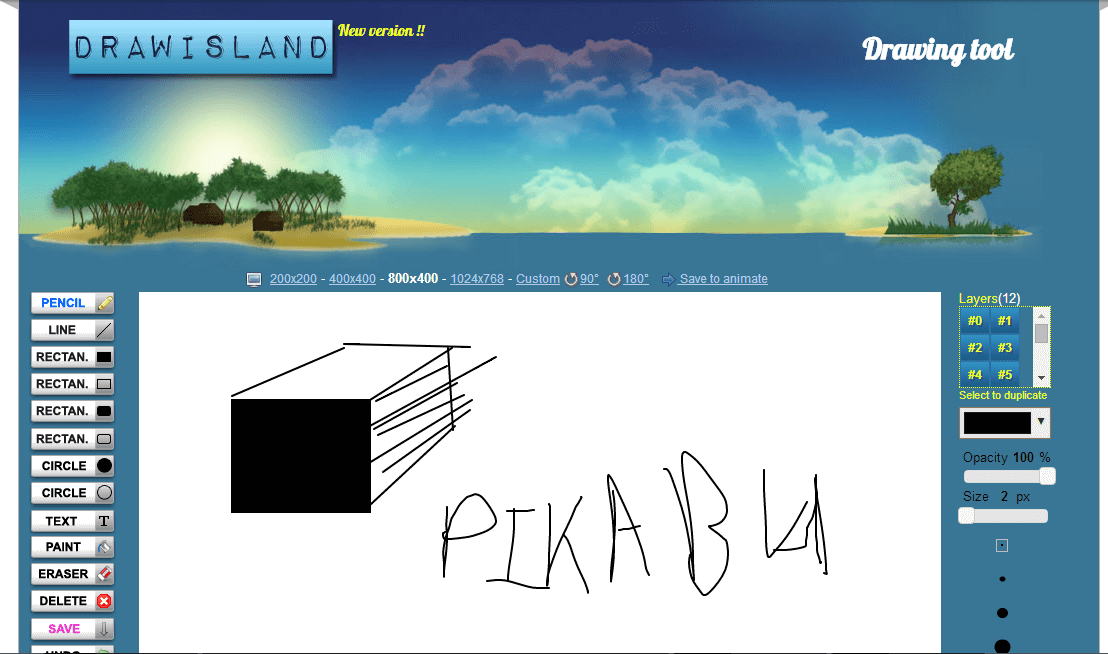 DRAWISLAND
New version !!
Drawing tool
200x200 - 400x400 - 800x400 - 1024x768 - Custom 90° 180° Save to animate
PENCIL
LINE
RECTAN.
RECTAN.
RECTAN.
RECTAN.
CIRCLE
CIRCLE
TEXT T
PAINT
ERASER
DELETE
SAVE
UNDO
PIKABU
Layers(12)
#0 #1
#2 #3
#4 #5
Select to duplicate
Opacity 100 %
Size 2 px